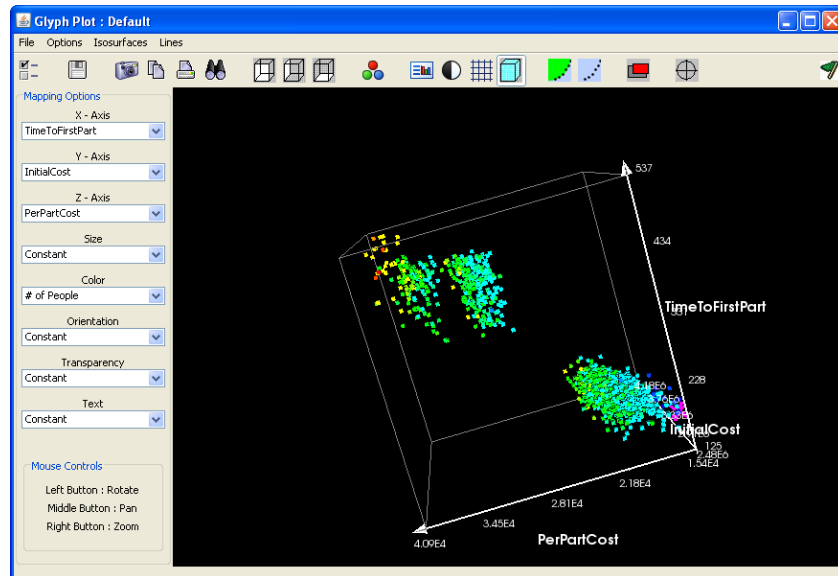 Glyph Plot : Default
File Options Isosurfaces Lines
Mapping Options
X - Axis
TimeToFirstPart
Y - Axis
InitialCost
Z - Axis
PerPartCost
Size
Constant
Color
# of People
Orientation
Constant
Transparency
Constant
Text
Constant
Mouse Controls
Left Button : Rotate
Middle Button : Pan
Right Button : Zoom
537
434
TimeToFirstPart
228
InitialCost
125
2.48E6
1.54E4
2.18E4
2.81E4
3.45E4
PerPartCost
4.09E4